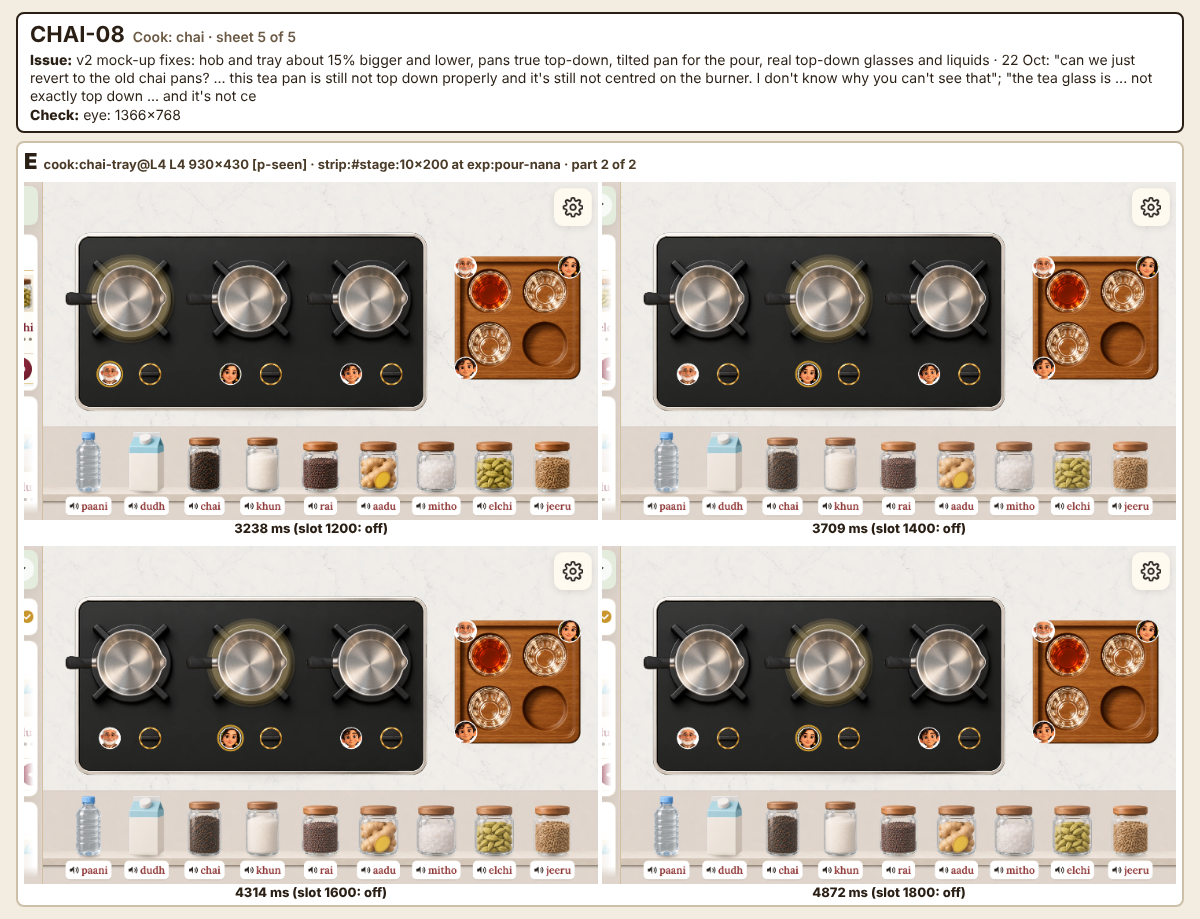 CHAI-08 Cook: chai · sheet 5 of 5
Issue: v2 mock-up fixes: hob and tray about 15% bigger and lower, pans true top-down, tilted pan for the pour, real top-down glasses and liquids · 22 Oct: "can we just
revert to the old chai pans? ... this tea pan is still not top down properly and it's still not centred on the burner. I don't know why you can't see that"; "the tea glass is ... not
exactly top down ... and it's not ce
Check: eye: 1366×768
E cook:chai-tray@L4 L4 930×430 [p-seen] · strip:#stage:10×200 at exp:pour-nana · part 2 of 2
hi
paani dudh chai khun rai aadu mitho elchi jeeru
paani dudh chai khun rai aadu mitho elchi jeeru
3238 ms (slot 1200: off)
3709 ms (slot 1400: off)
paani dudh chai khun rai aadu mitho elchi jeeru
paani dudh chai khun rai aadu mitho elchi jeeru
4314 ms (slot 1600: off)
4872 ms (slot 1800: off)